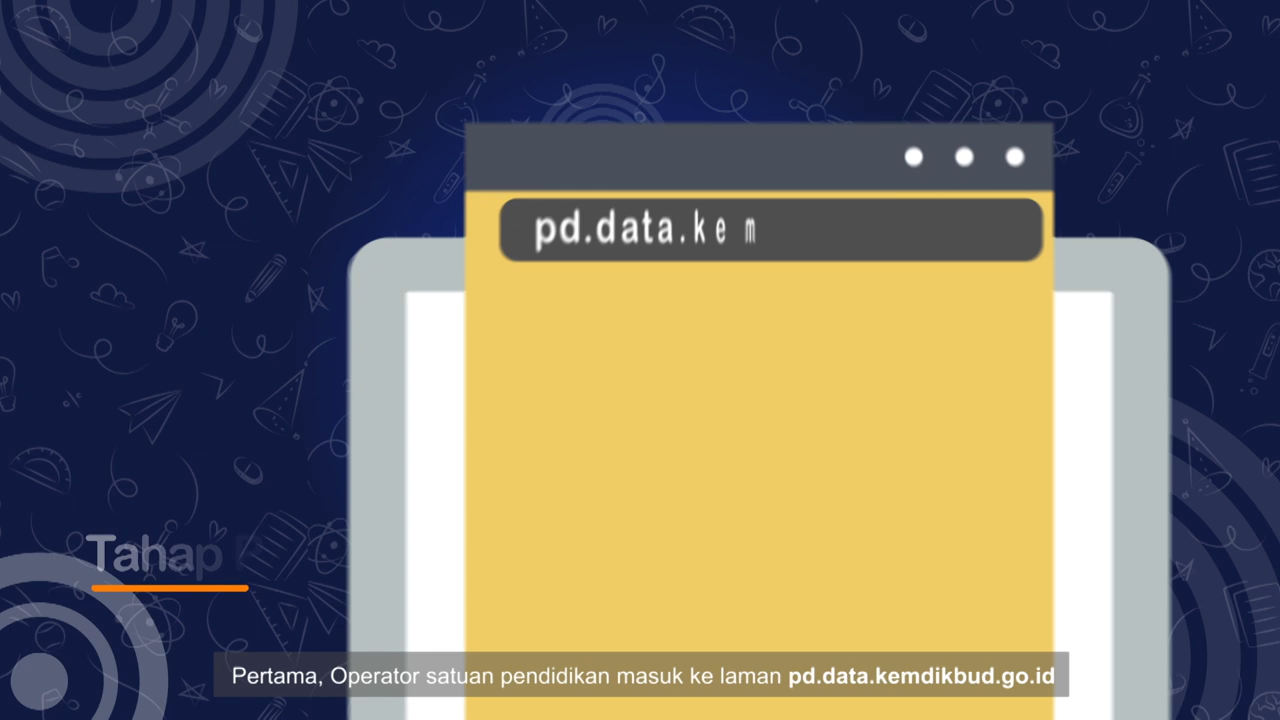 pd.data.kem
Tahap P
Pertama, Operator satuan pendidikan masuk ke laman pd.data.kemdikbud.go.id